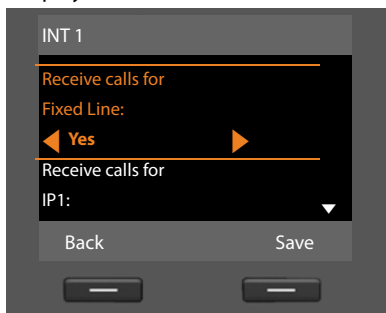 INT 1
Receive calls for
Fixed Line:
Yes
Receive calls for
IP1:
Back Save